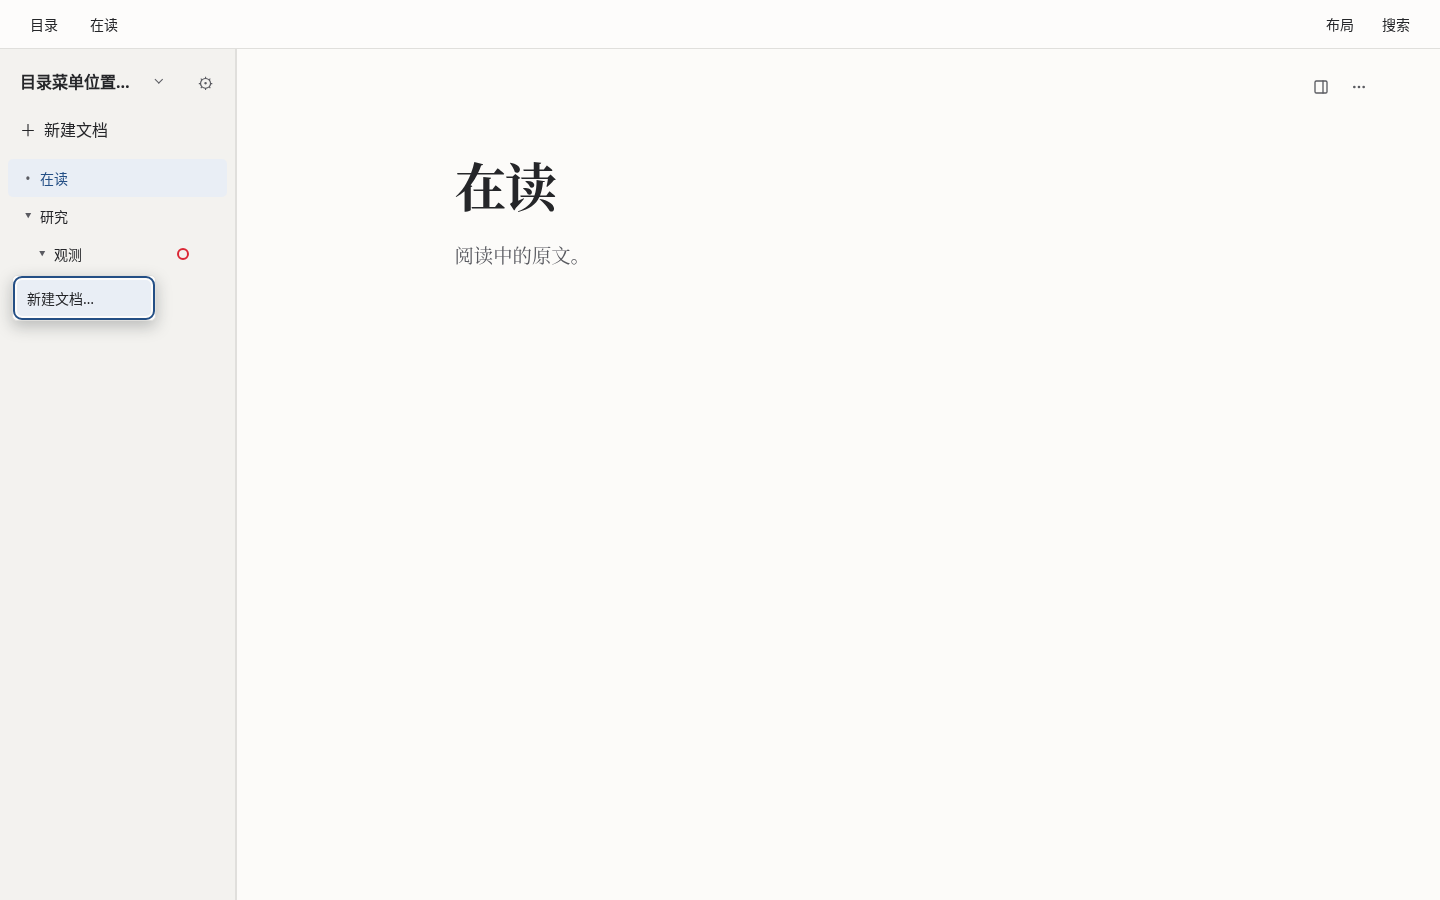 目录 在读 布局 搜索
目录菜单位置...
新建文档
在读
研究
观测
新建文档...
在读
阅读中的原文。